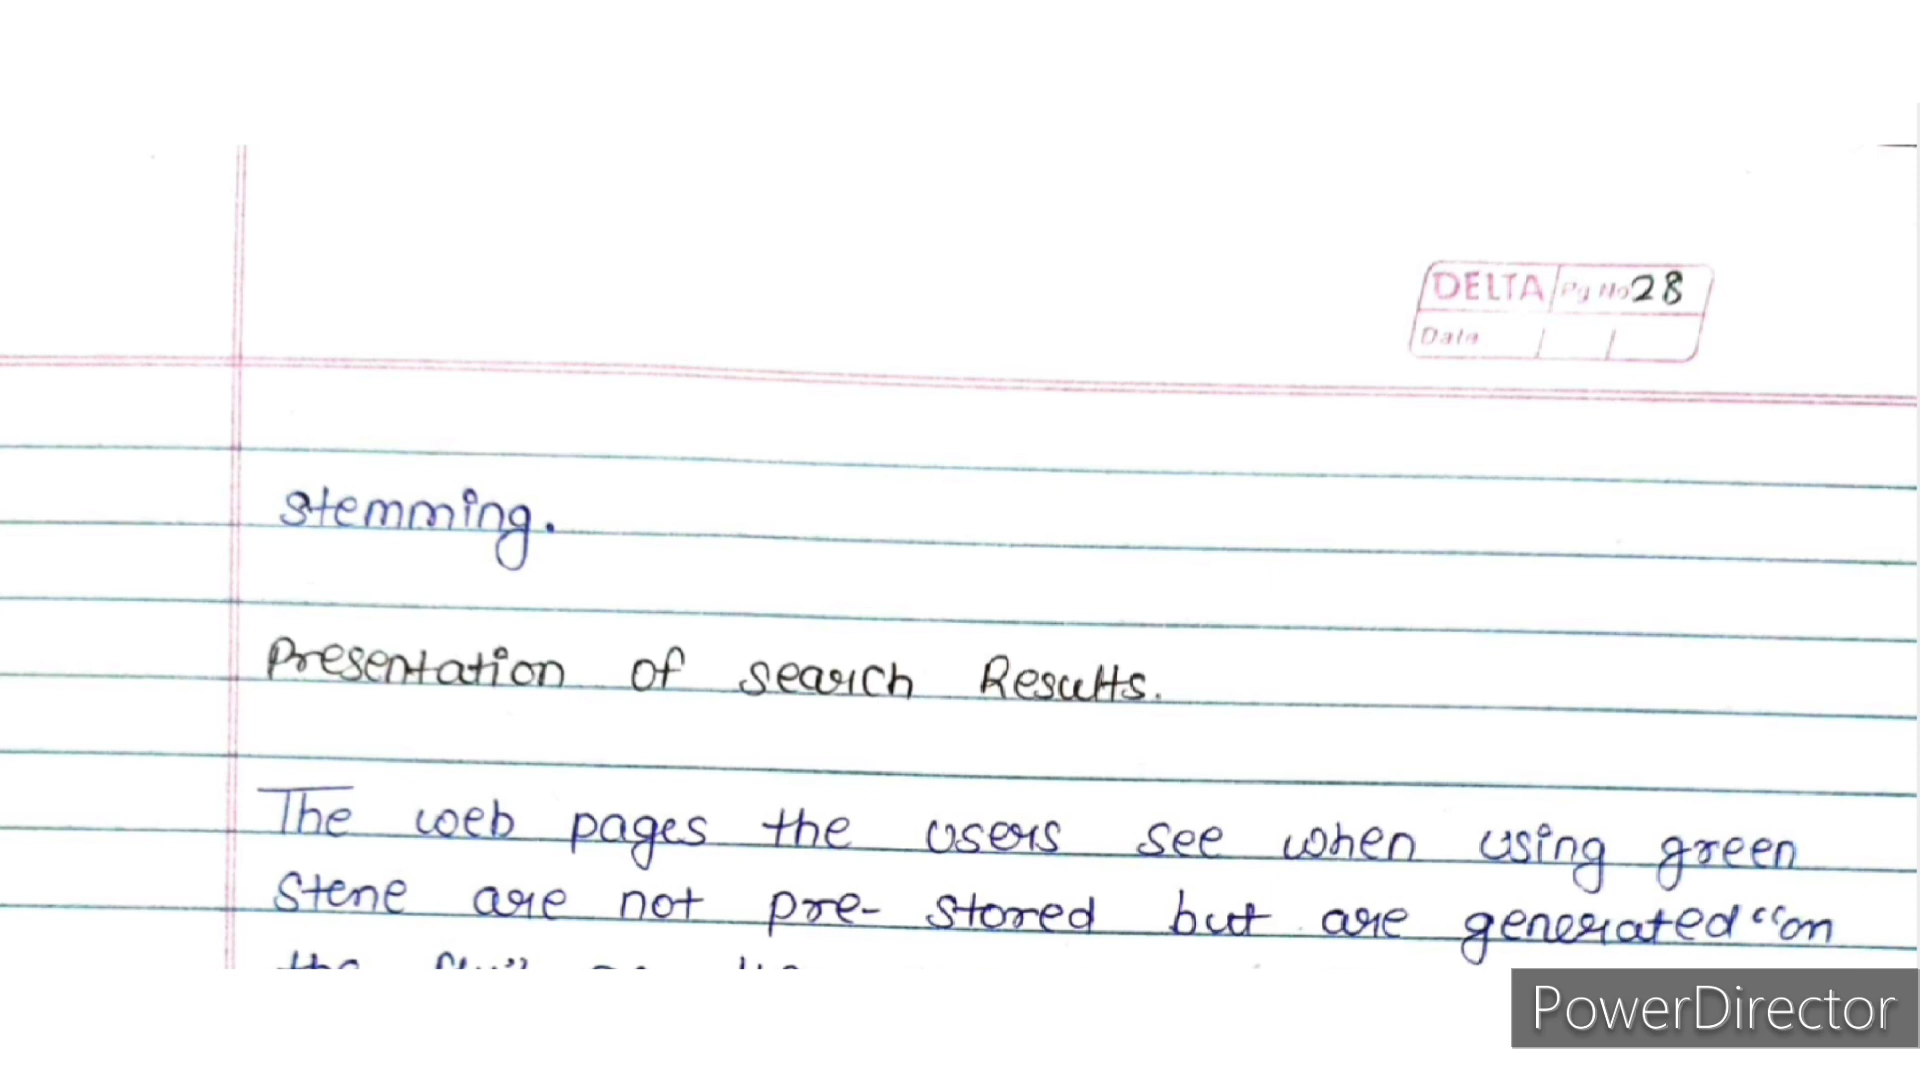 DELTA Pg No 28
Date
stemming.
Presentation of search Results.
The web pages the users see when using green
stene are not pre- stored but are generated "on
PowerDirector